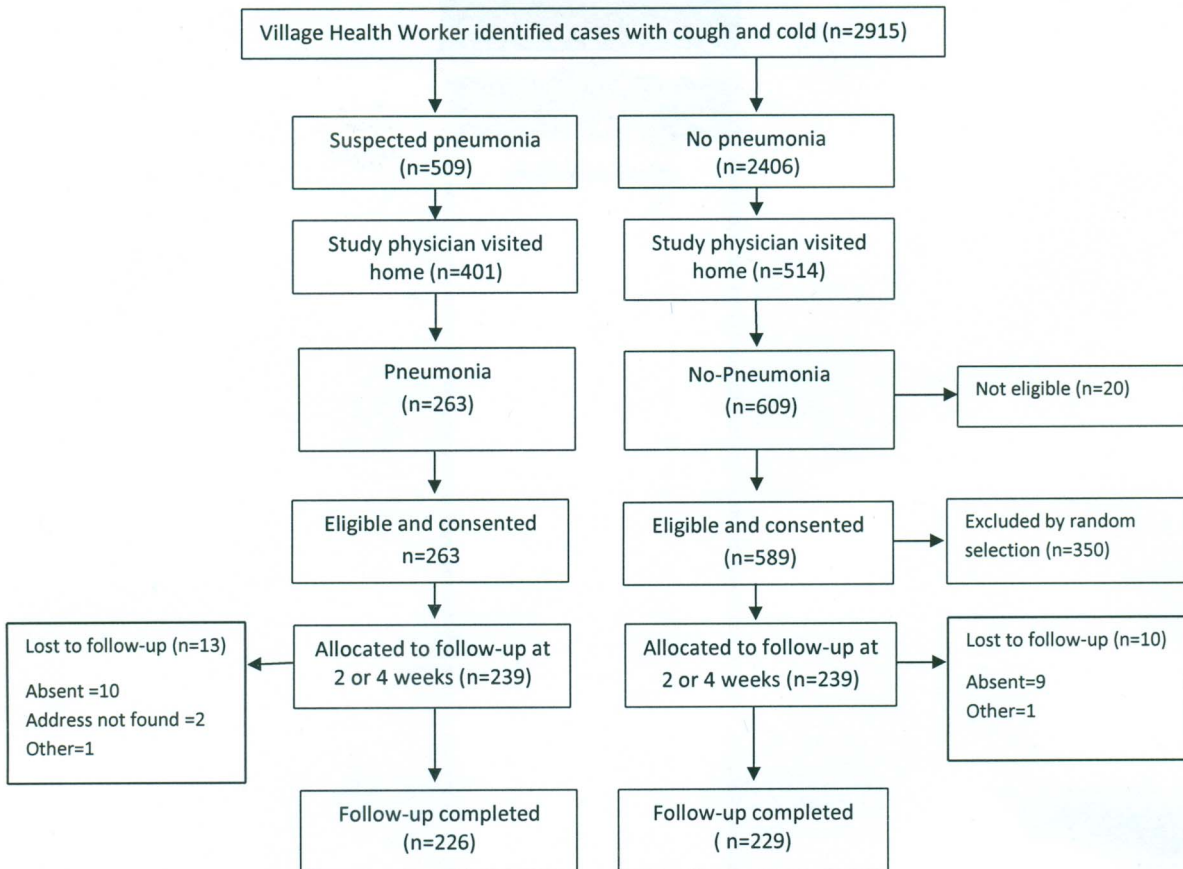 Village Health Worker identified cases with cough and cold (n=2915)
Suspected pneumonia
(n=509)
No pneumonia
(n=2406)
Study physician visited
home (n=401)
Study physician visited
home (n=514)
Pneumonia
(n=263)
No-Pneumonia
(n=609)
Not eligible (n=20)
Eligible and consented
n=263
Eligible and consented
(n=589)
Excluded by random
selection (n=350)
Lost to follow-up (n=13)
Absent =10
Address not found =2
Other=1
Allocated to follow-up at
2 or 4 weeks (n=239)
Allocated to follow-up at
2 or 4 weeks (n=239)
Lost to follow-up (n=10)
Absent=9
Other=1
Follow-up completed
(n=226)
Follow-up completed
( n=229)